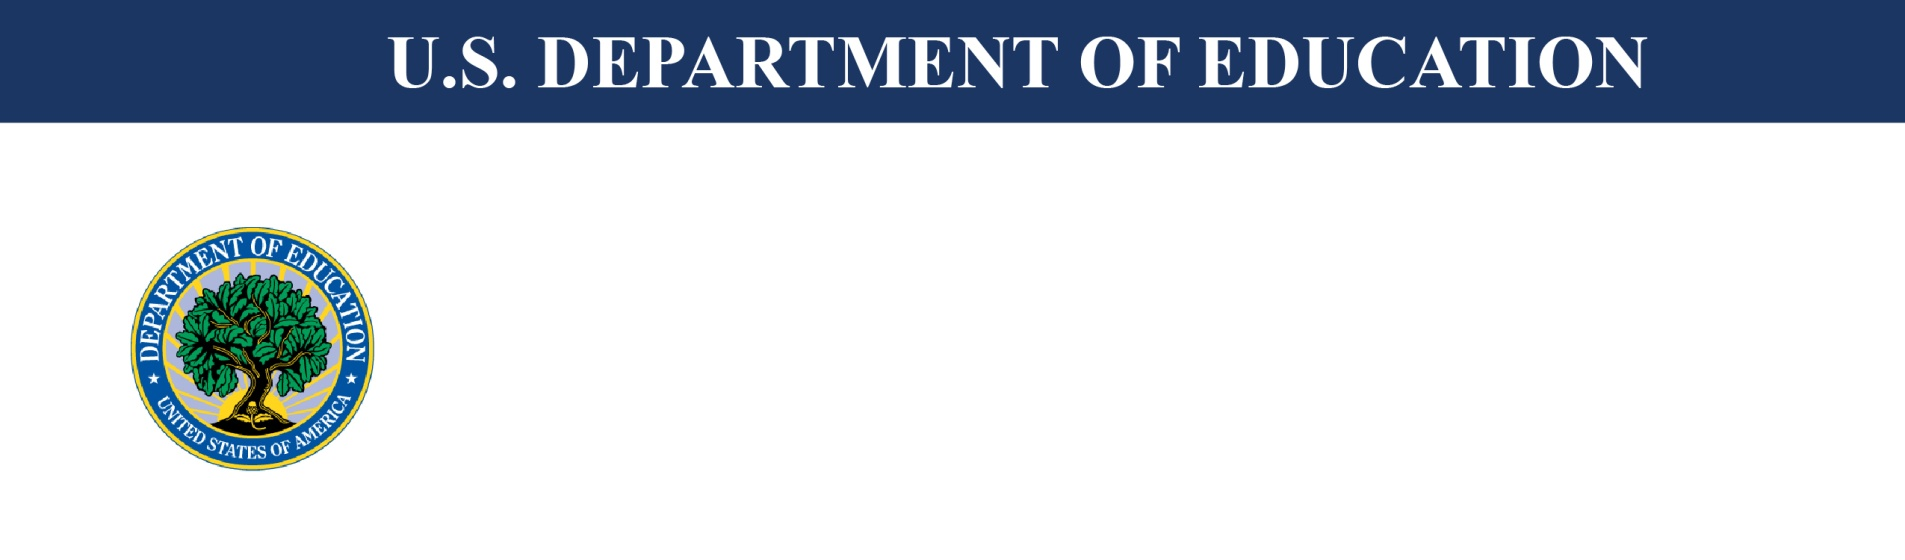 U.S. DEPARTMENT OF EDUCATION
DEPARTMENT OF EDUCATION
UNITED STATES OF AMERICA